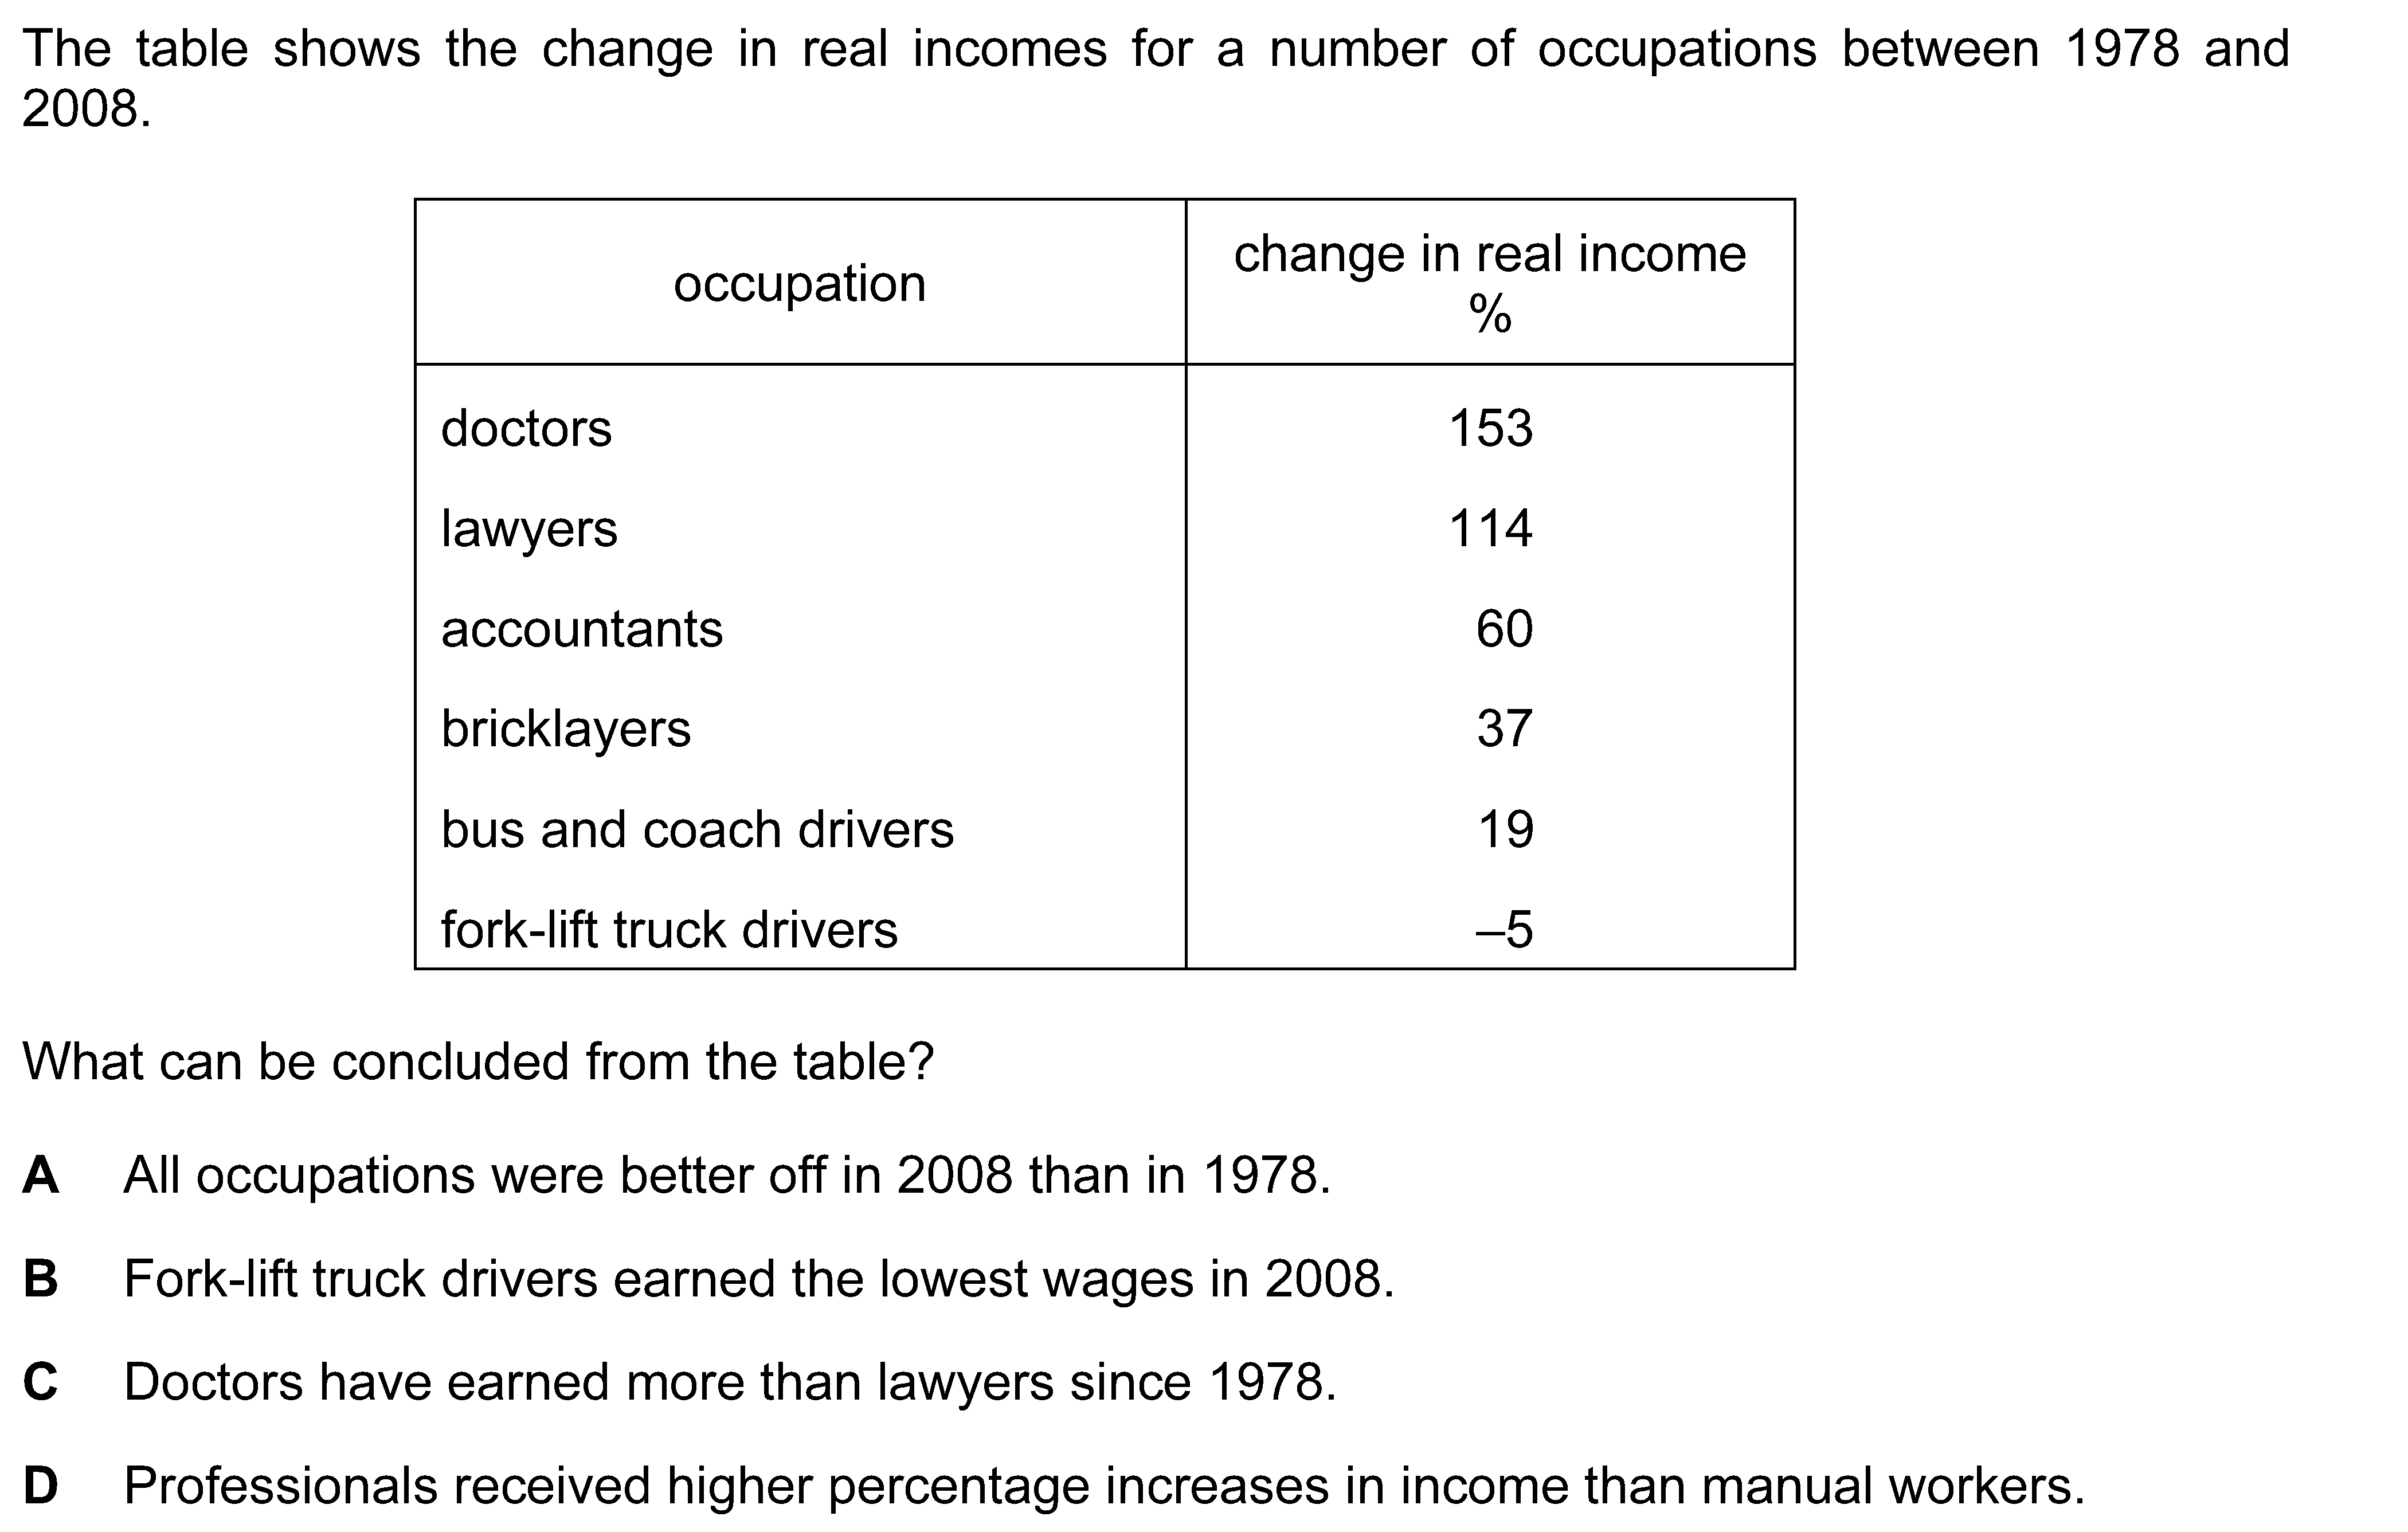 The table shows the change in real incomes for a number of occupations between 1978 and
2008.
occupation
change in real income
%
doctors 153
lawyers 114
accountants 60
bricklayers 37
bus and coach drivers 19
fork-lift truck drivers –5
What can be concluded from the table?
A All occupations were better off in 2008 than in 1978.
B Fork-lift truck drivers earned the lowest wages in 2008.
C Doctors have earned more than lawyers since 1978.
D Professionals received higher percentage increases in income than manual workers.